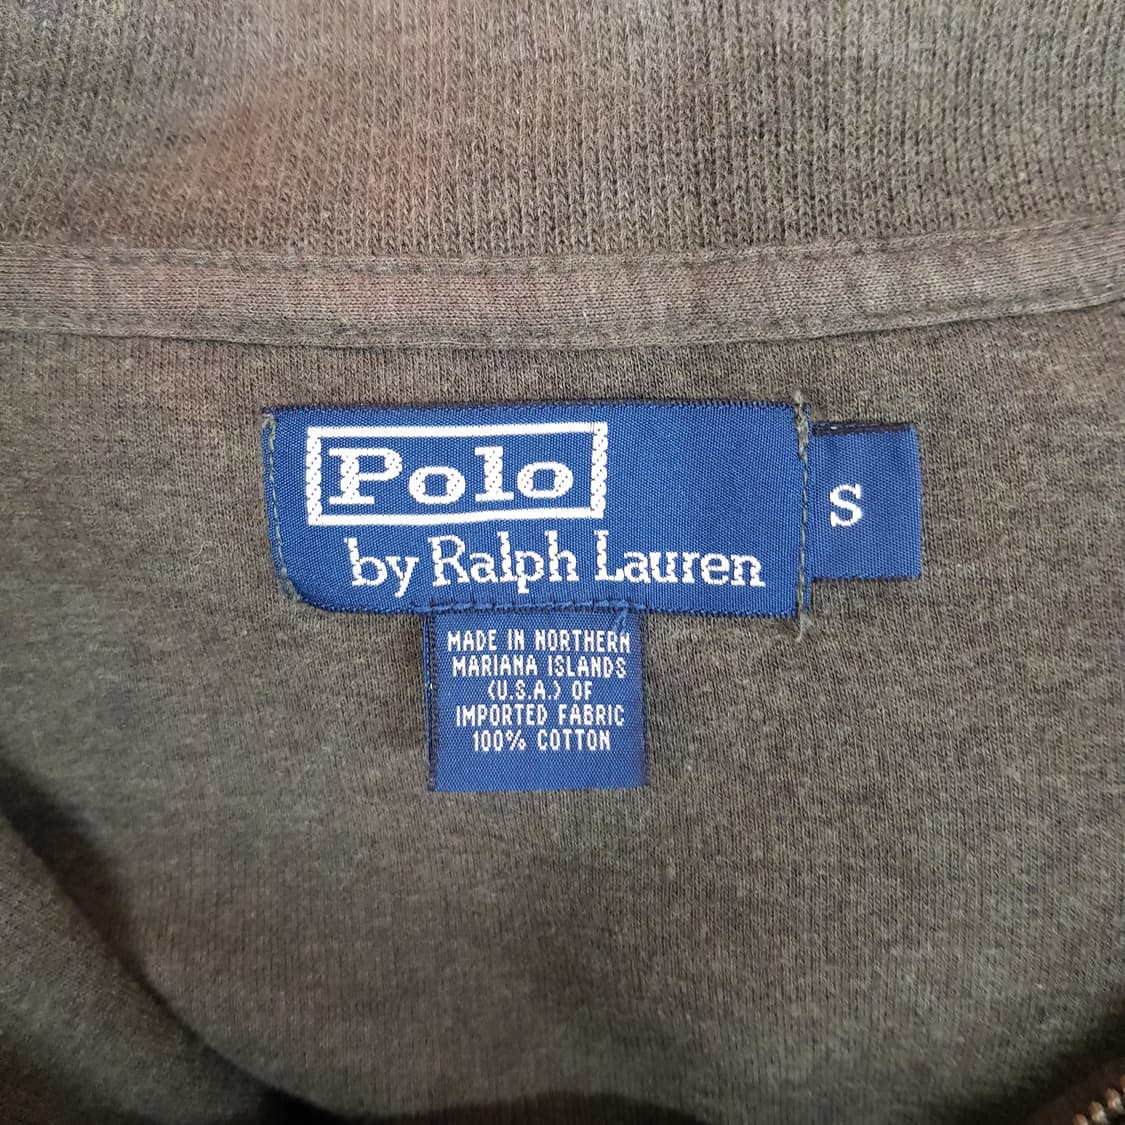 Polo
by Ralph Lauren
S
MADE IN NORTHERN
MARIANA ISLANDS
(U.S.A.) OF
IMPORTED FABRIC
100% COTTON